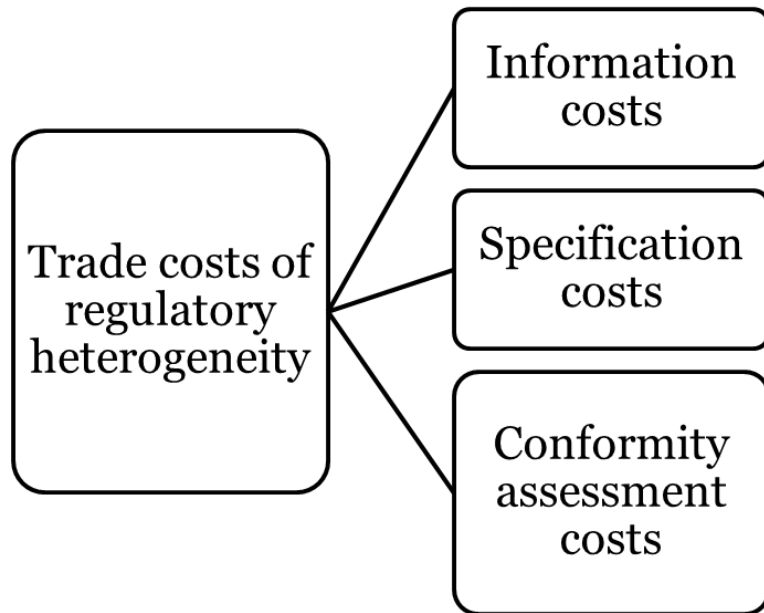 Trade costs of
regulatory
heterogeneity
Information
costs
Specification
costs
Conformity
assessment
costs